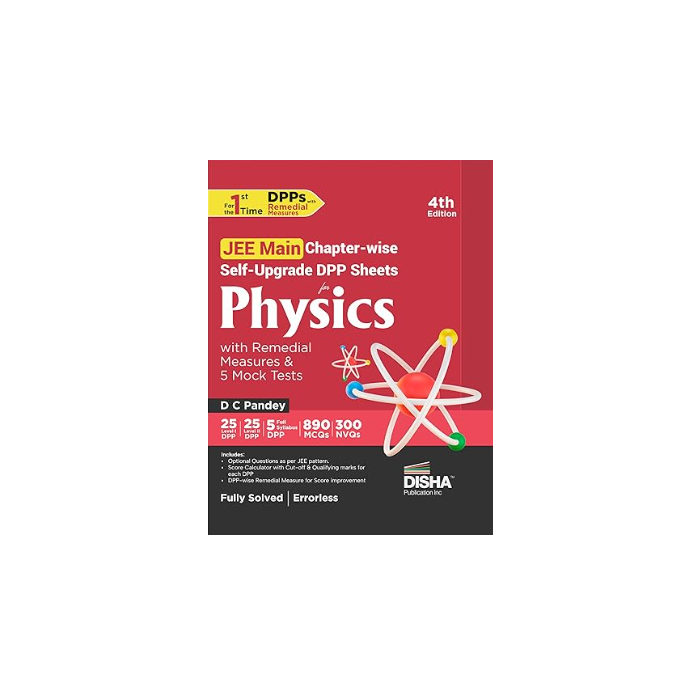 For the 1st Time DPPs with Remedial Measures
4th
Edition
JEE Main Chapter-wise
Self-Upgrade DPP Sheets
for
Physics
with Remedial
Measures &
5 Mock Tests
D C Pandey
25 Level I DPP 25 Level II DPP 5 Full Syllabus DPP 890 MCQs 300 NVQs
Includes:
• Optional Questions as per JEE pattern.
• Score Calculator with Cut-off & Qualifying marks for
each DPP
• DPP-wise Remedial Measure for Score improvement
Fully Solved | Errorless
DISHA™
Publication Inc